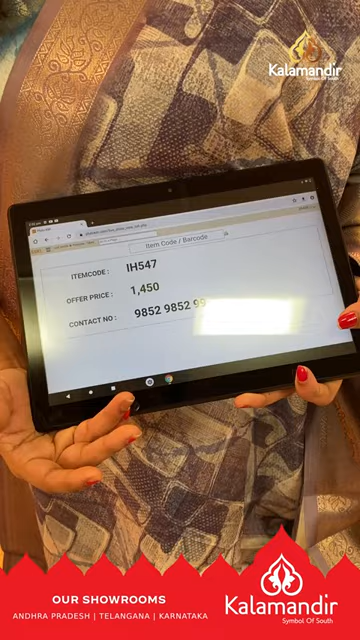 Kalamandir
Symbol Of South
Item Code / Barcode
ITEMCODE : IH547
OFFER PRICE : 1,450
CONTACT NO : 9852 9852 99
OUR SHOWROOMS
ANDHRA PRADESH | TELANGANA | KARNATAKA
Kalamandir
Symbol Of South